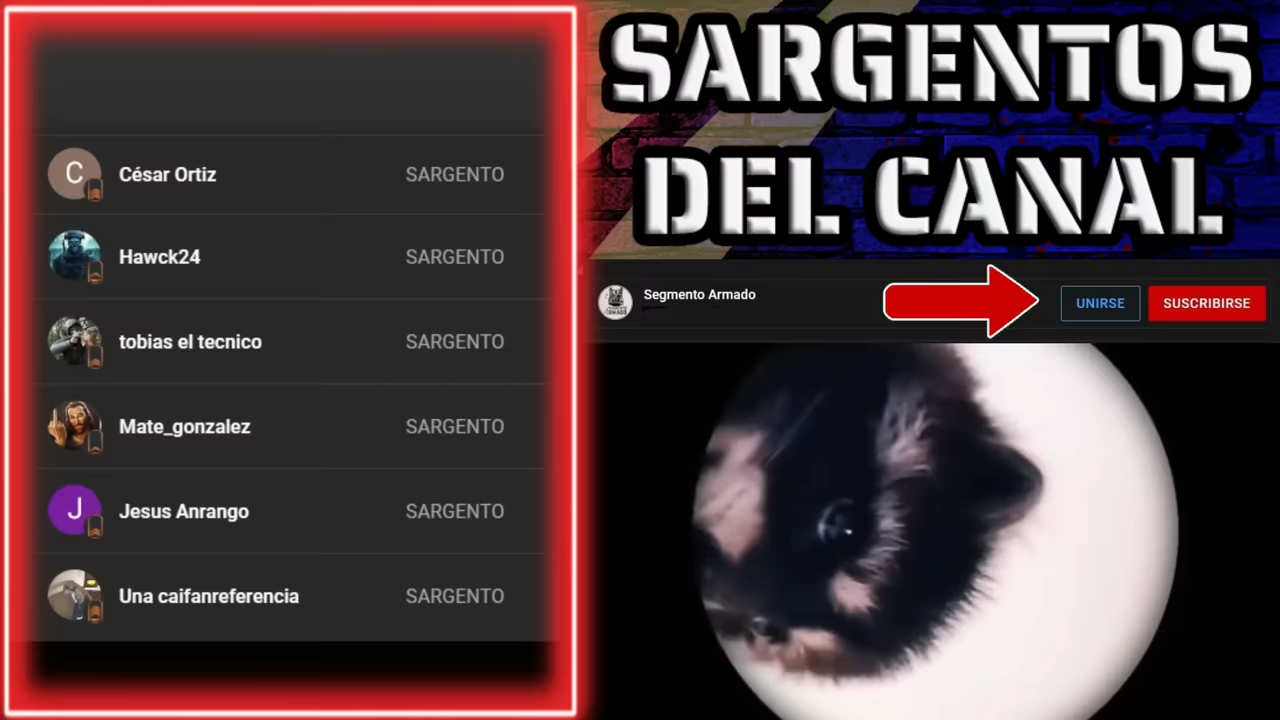 C César Ortiz SARGENTO
Hawck24 SARGENTO
tobias el tecnico SARGENTO
Mate_gonzalez SARGENTO
J Jesus Anrango SARGENTO
Una caifanreferencia SARGENTO
SARGENTOS
DEL CANAL
Segmento Armado UNIRSE SUSCRIBIRSE